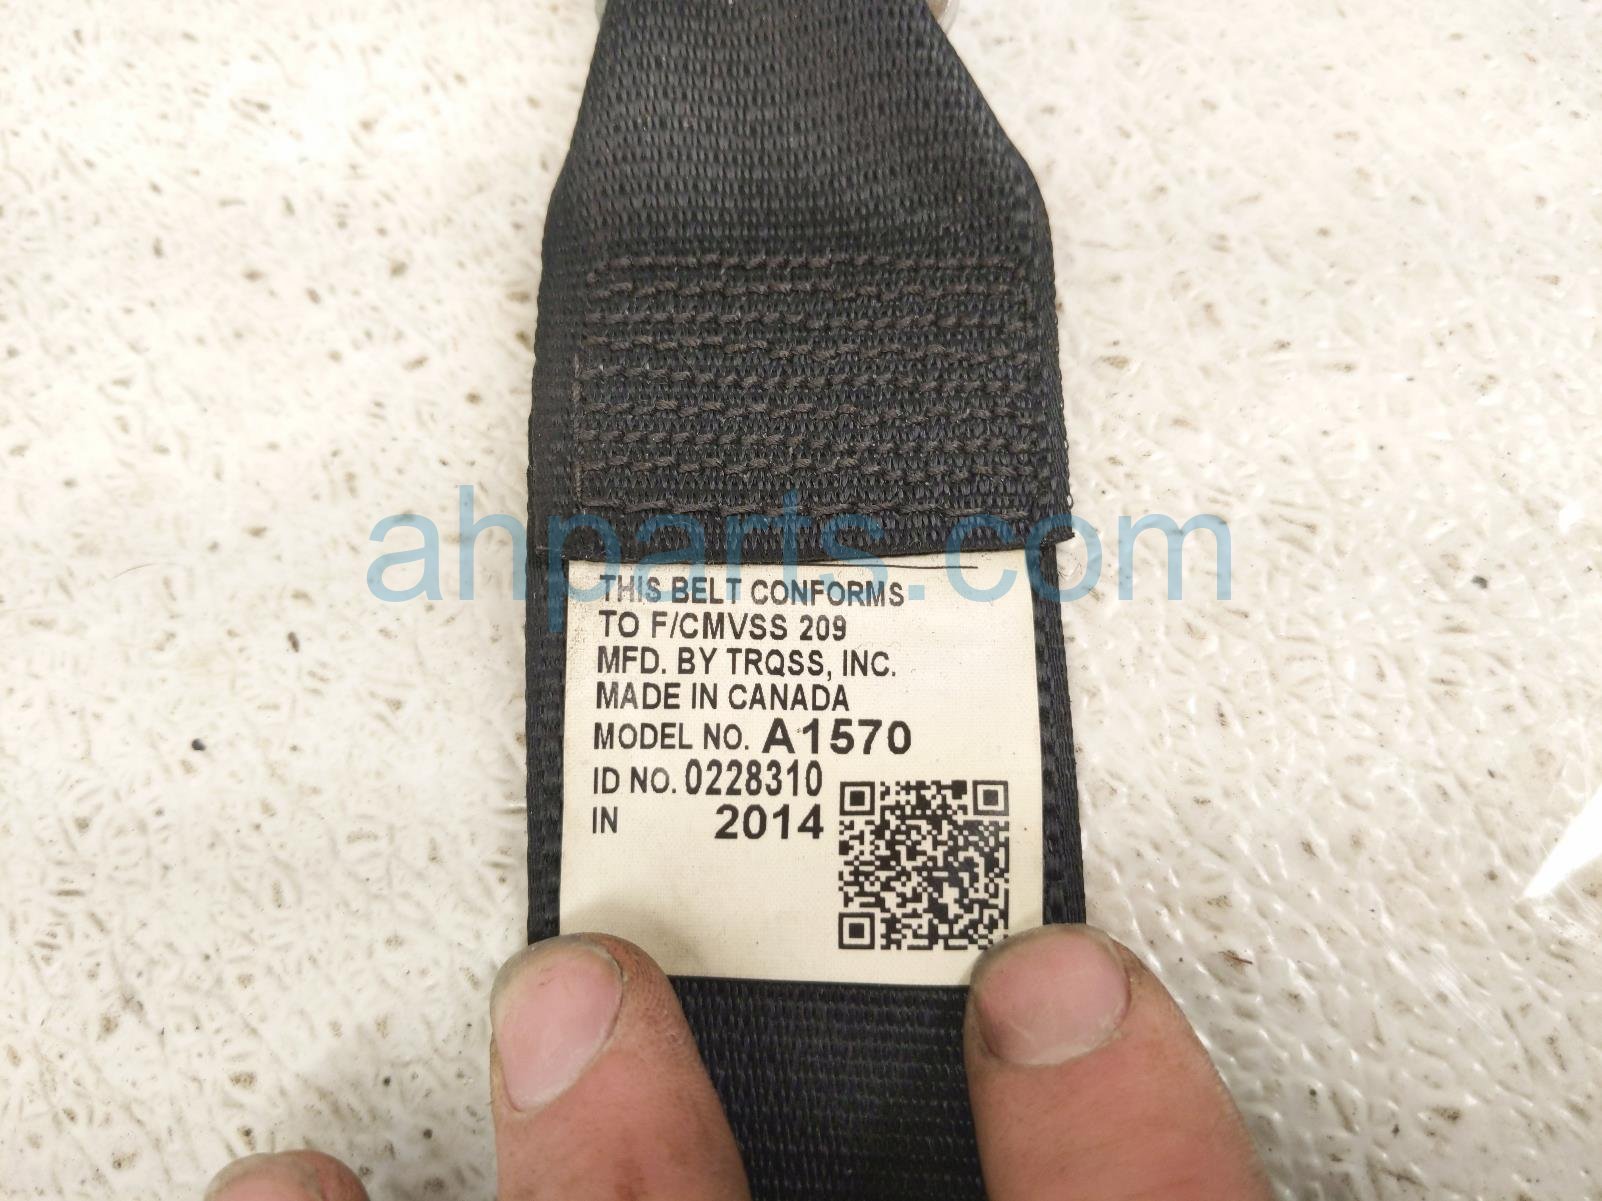 ahparts.com
THIS BELT CONFORMS
TO F/CMVSS 209
MFD. BY TRQSS, INC.
MADE IN CANADA
MODEL NO. A1570
ID NO. 0228310
IN 2014